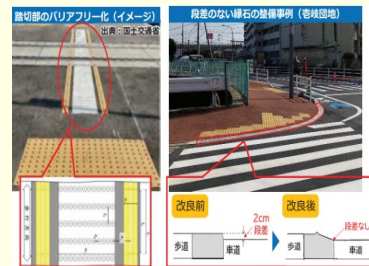 踏切部のバリアフリー化（イメージ）
出典：国土交通省
段差のない縁石の整備事例（壱岐団地）
改良前
2cm
段差
歩道
車道
改良後
段差なし
歩道
車道